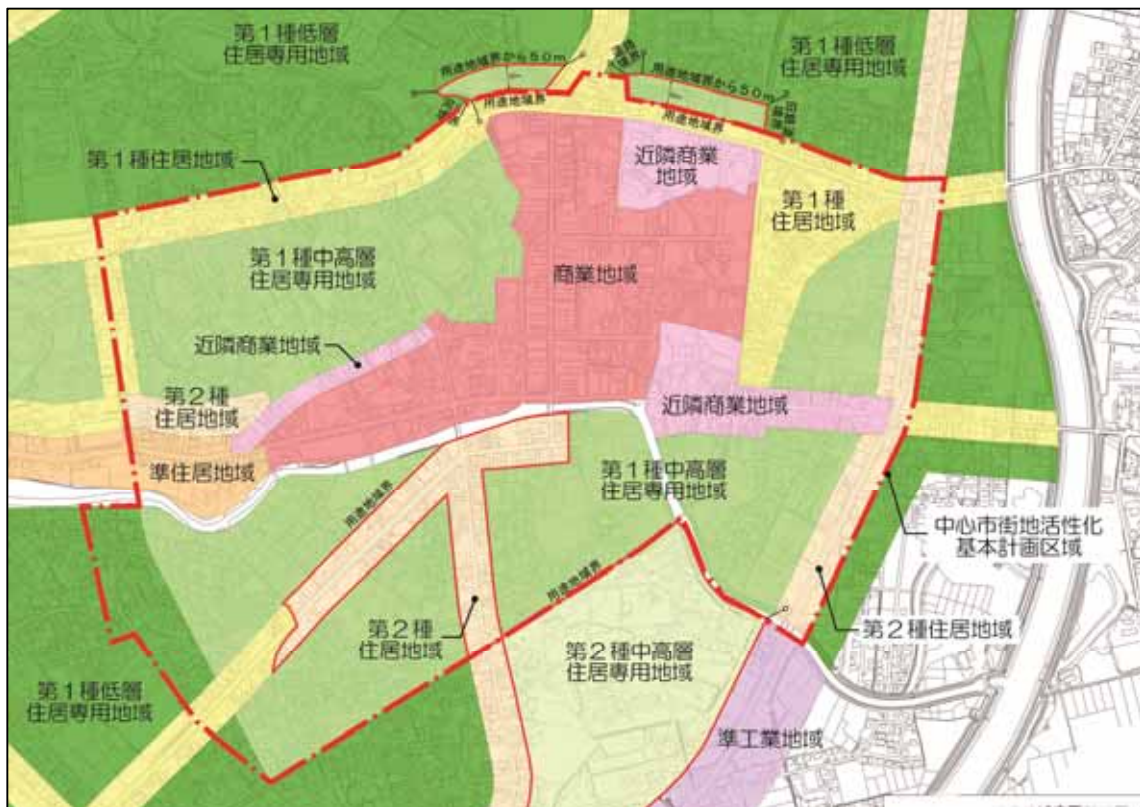 第1種低層
住居専用地域
用途地域界から50m
用途地域界
用途地域界から50m
用途地域界
第1種低層
住居専用地域
第1種住居地域
近隣商業
地域
第1種
住居地域
第1種中高層
住居専用地域
商業地域
近隣商業地域
第2種
住居地域
近隣商業地域
準住居地域
第1種中高層
住居専用地域
用途地域界
中心市街地活性化
基本計画区域
用途地域界
第2種
住居地域
第2種住居地域
第2種中高層
住居専用地域
第1種低層
住居専用地域
準工業地域